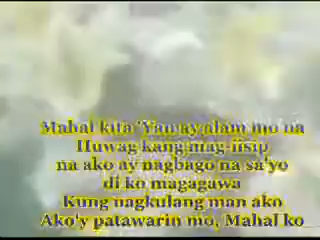 Mahal kita 'Yan ay alam mo na
Huwag kang mag-iisip
na ako ay nagbago na sa'yo
di ko magagawa
Kung nagkulang man ako
Ako'y patawarin mo, Mahal ko